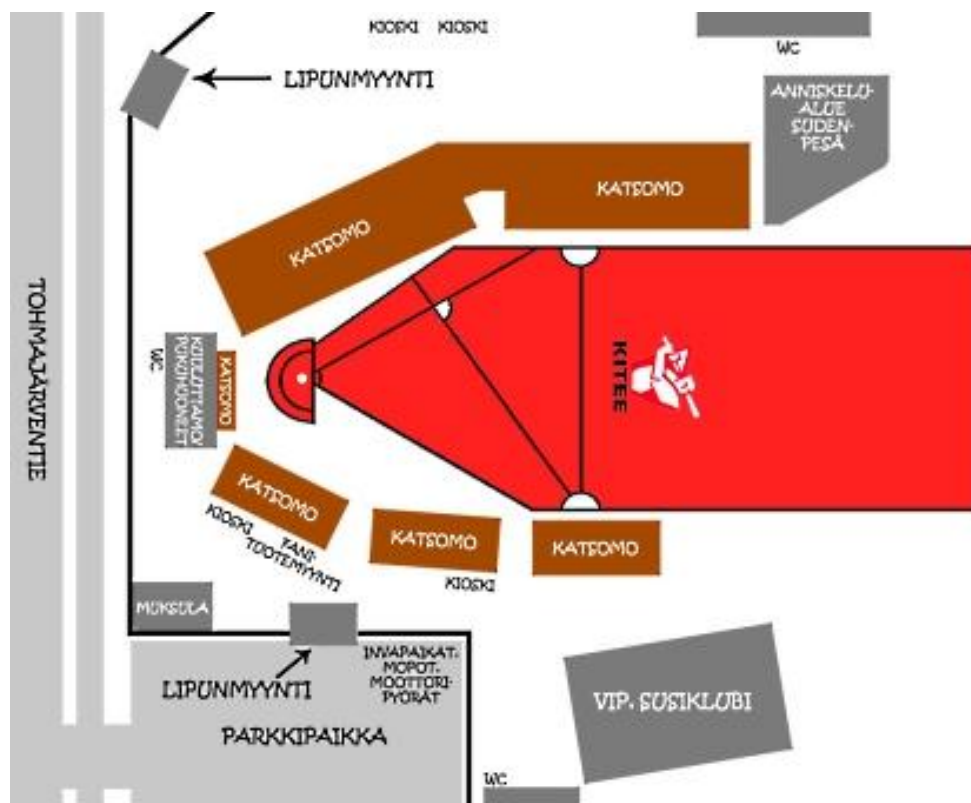 KIOSKI KIOSKI
WC
LIPUNMYYNTI
ANNISKELU-
ALUE
SUDEN-
PESÄ
KATSOMO
KATSOMO
TOHMAJÄRVENTIE
WC
KUULUTTAMO/
PUKUHUONEET
KATSOMO
KITEE
KATSOMO
KIOSKI
FANI-
TUOTEMYYNTI
KATSOMO
KIOSKI
KATSOMO
MUKSULA
LIPUNMYYNTI
INVAPAIKAT.
MOPOT.
MOOTTORI-
PYÖRÄT
PARKKIPAIKKA
VIP. SUSIKLUBI
WC